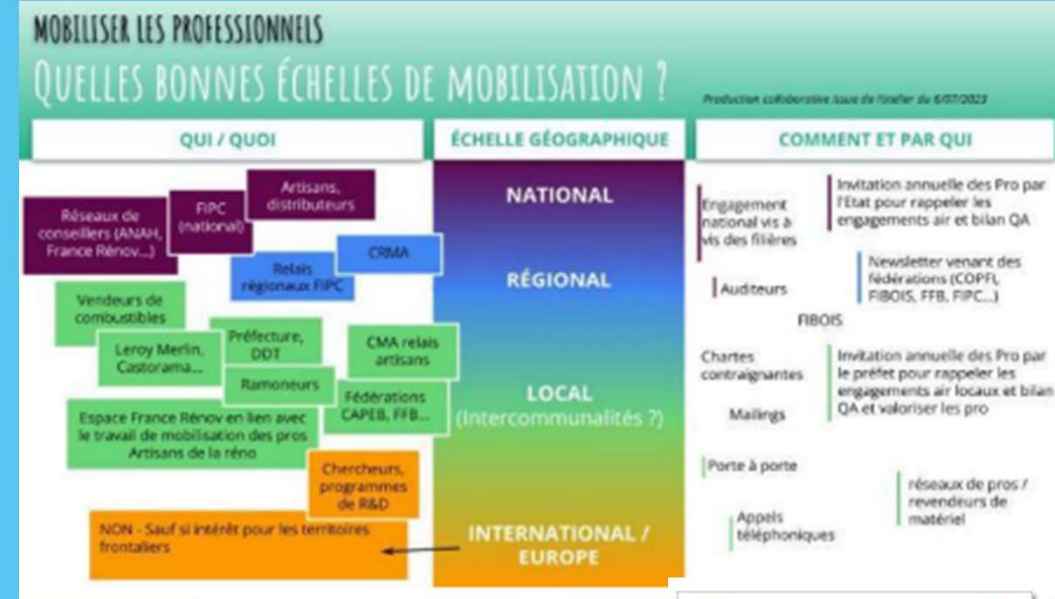 MOBILISER LES PROFESSIONNELS
QUELLES BONNES ÉCHELLES DE MOBILISATION ?
Production collaborative issue de l'atelier du 6/07/2023
QUI / QUOI
ÉCHELLE GÉOGRAPHIQUE
COMMENT ET PAR QUI
Réseaux de
conseillers (ANAH,
France Rénov...)
FIPC
(national)
Artisans,
distributeurs
CRMA
Relais
régionaux FIPC
Vendeurs de
combustibles
Leroy Merlin,
Castorama...
Préfecture,
DDT
Ramoneurs
CMA relais
artisans
Fédérations
CAPEB, FFB...
Espace France Rénov en lien avec
le travail de mobilisation des pros
Artisans de la réno
Chercheurs,
programmes
de R&D
NON - Sauf si intérêt pour les territoires
frontaliers
NATIONAL
RÉGIONAL
LOCAL
(Intercommunalités ?)
INTERNATIONAL /
EUROPE
Engagement
national vis à
vis des filières
Invitation annuelle des Pro par
l'Etat pour rappeler les
engagements air et bilan QA
Auditeurs
Newsletter venant des
fédérations (COPFI,
FIBOIS, FFB, FIPC...)
FIBOIS
Chartes
contraignantes
Invitation annuelle des Pro par
le préfet pour rappeler les
engagements air locaux et bilan
QA et valoriser les pro
Mailings
Porte à porte
réseaux de pros /
revendeurs de
matériel
Appels
téléphoniques